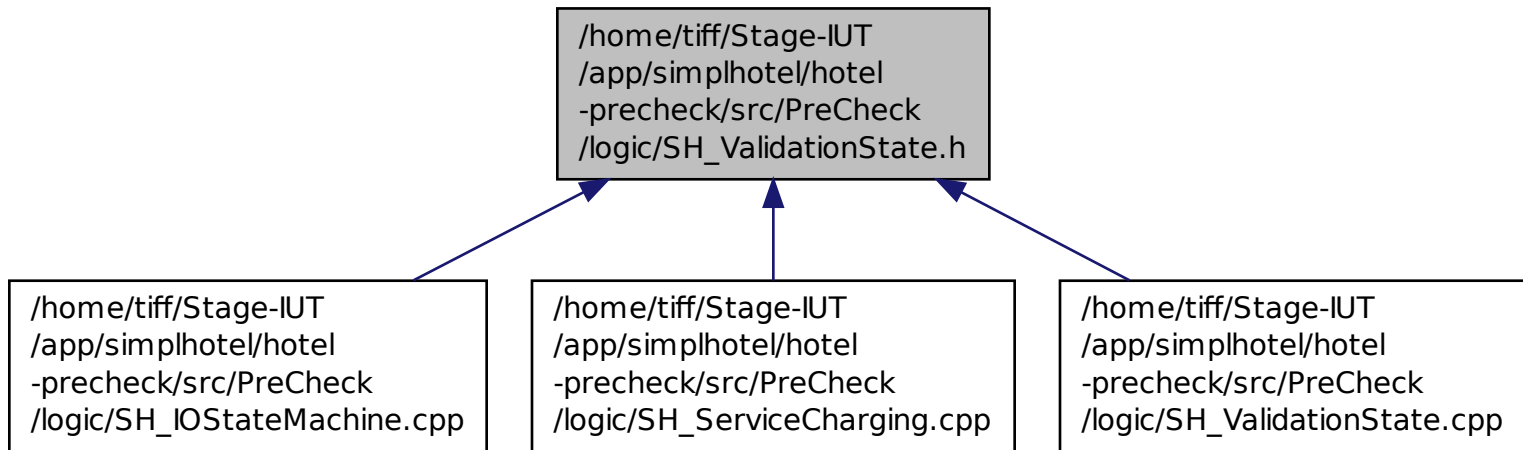 /home/tiff/Stage-IUT
/app/simplhotel/hotel
-precheck/src/PreCheck
/logic/SH_ValidationState.h
/home/tiff/Stage-IUT
/app/simplhotel/hotel
-precheck/src/PreCheck
/logic/SH_IOStateMachine.cpp
/home/tiff/Stage-IUT
/app/simplhotel/hotel
-precheck/src/PreCheck
/logic/SH_ServiceCharging.cpp
/home/tiff/Stage-IUT
/app/simplhotel/hotel
-precheck/src/PreCheck
/logic/SH_ValidationState.cpp